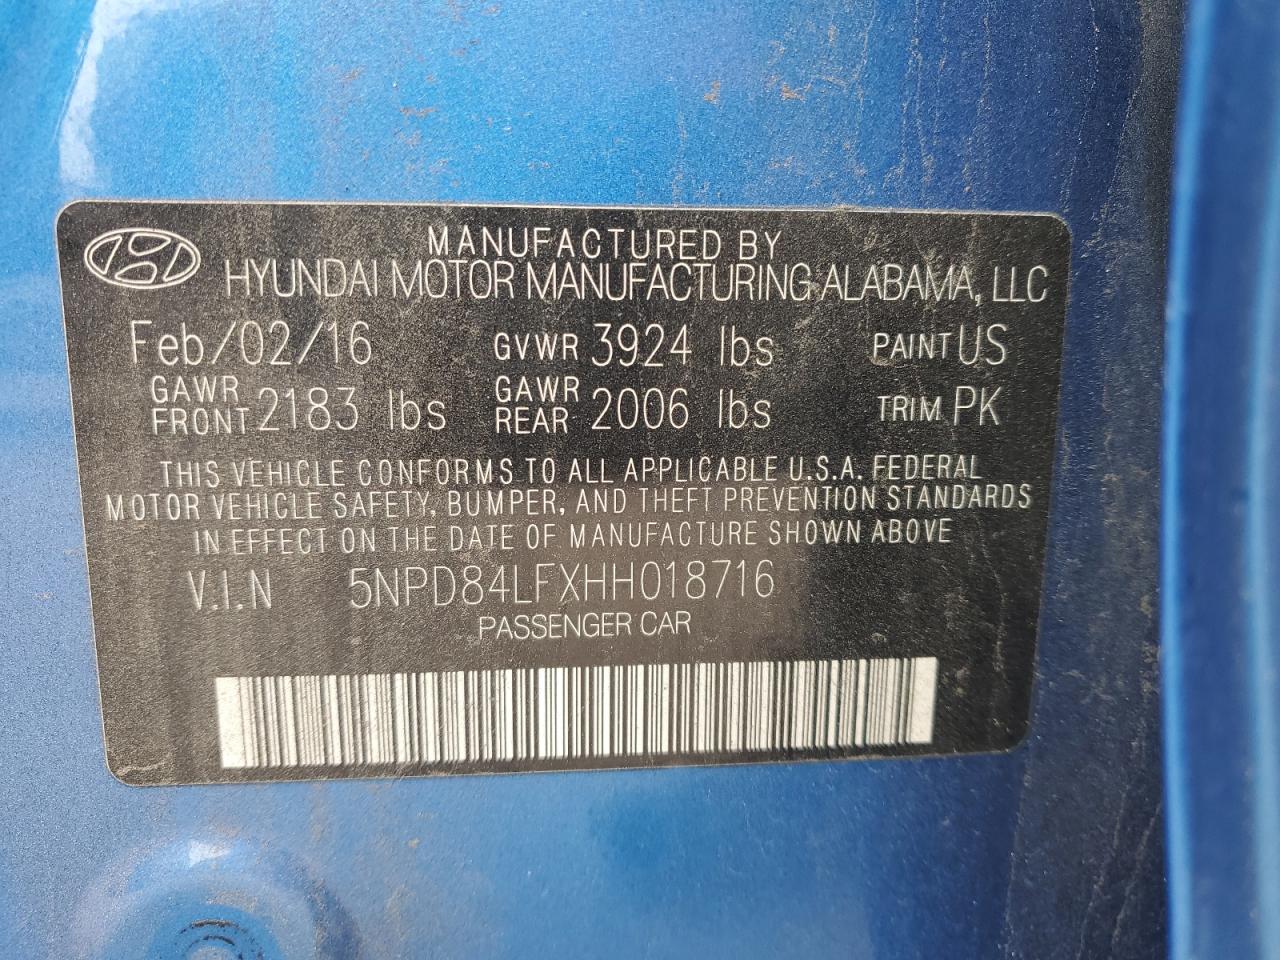 MANUFACTURED BY
HYUNDAI MOTOR MANUFACTURING ALABAMA, LLC
Feb/02/16 GVWR 3924 lbs PAINT US
GAWR FRONT 2183 lbs GAWR REAR 2006 lbs TRIM PK
THIS VEHICLE CONFORMS TO ALL APPLICABLE U.S.A. FEDERAL
MOTOR VEHICLE SAFETY, BUMPER, AND THEFT PREVENTION STANDARDS
IN EFFECT ON THE DATE OF MANUFACTURE SHOWN ABOVE
V.I.N 5NPD84LFXHH018716
PASSENGER CAR